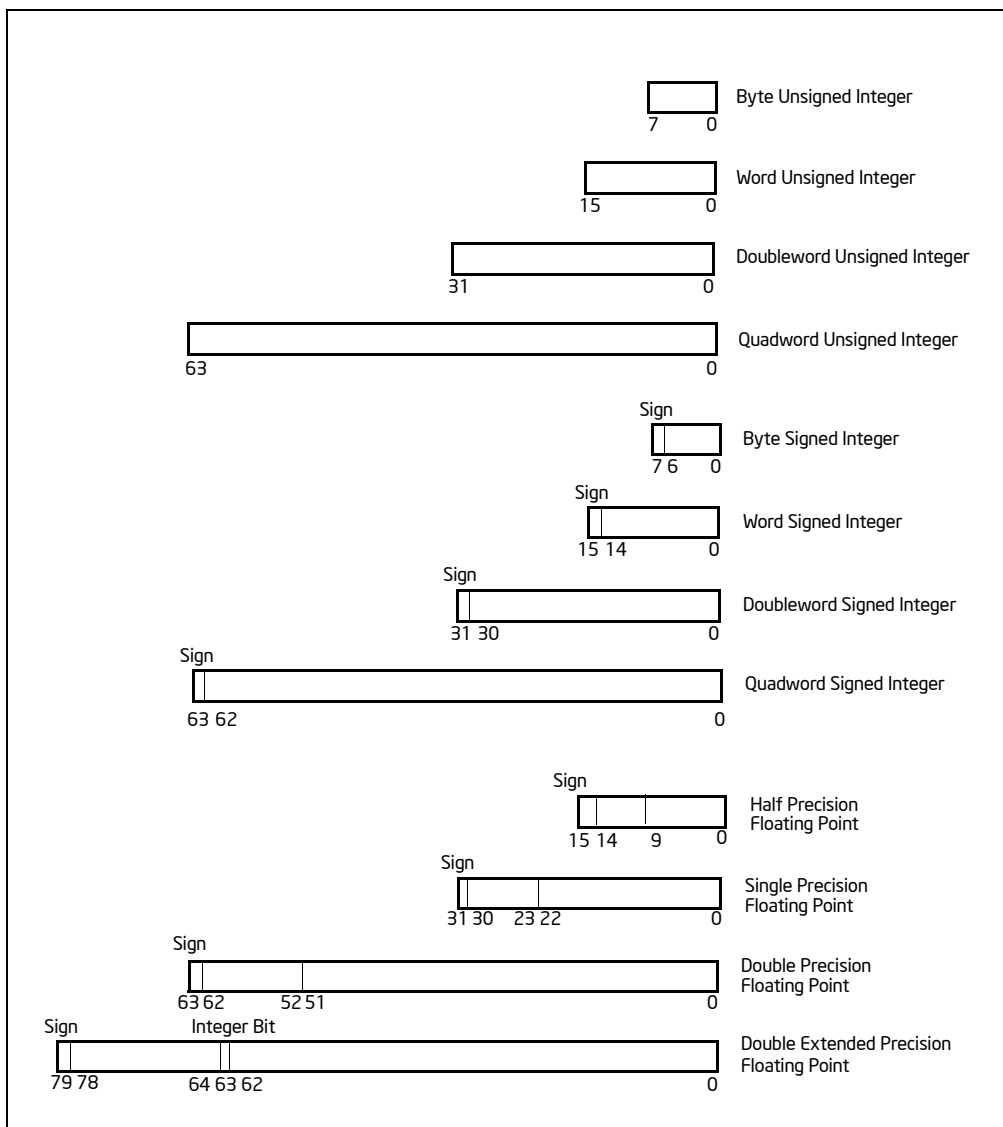 Byte Unsigned Integer
7 0
Word Unsigned Integer
15 0
Doubleword Unsigned Integer
31 0
Quadword Unsigned Integer
63 0
Sign
Byte Signed Integer
7 6 0
Sign
Word Signed Integer
15 14 0
Sign
Doubleword Signed Integer
31 30 0
Sign
Quadword Signed Integer
63 62 0
Sign
Half Precision
Floating Point
15 14 9 0
Sign
Single Precision
Floating Point
31 30 23 22 0
Sign
Double Precision
Floating Point
63 62 52 51 0
Sign Integer Bit
Double Extended Precision
Floating Point
79 78 64 63 62 0